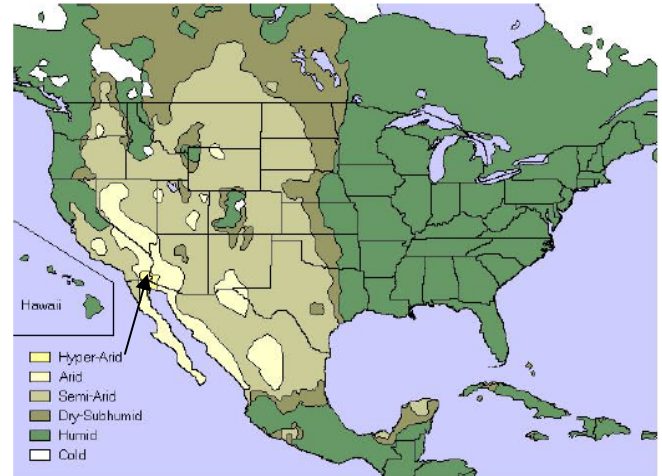 Hawaii
Hyper-Arid
Arid
Semi-Arid
Dry-Subhumid
Humid
Cold